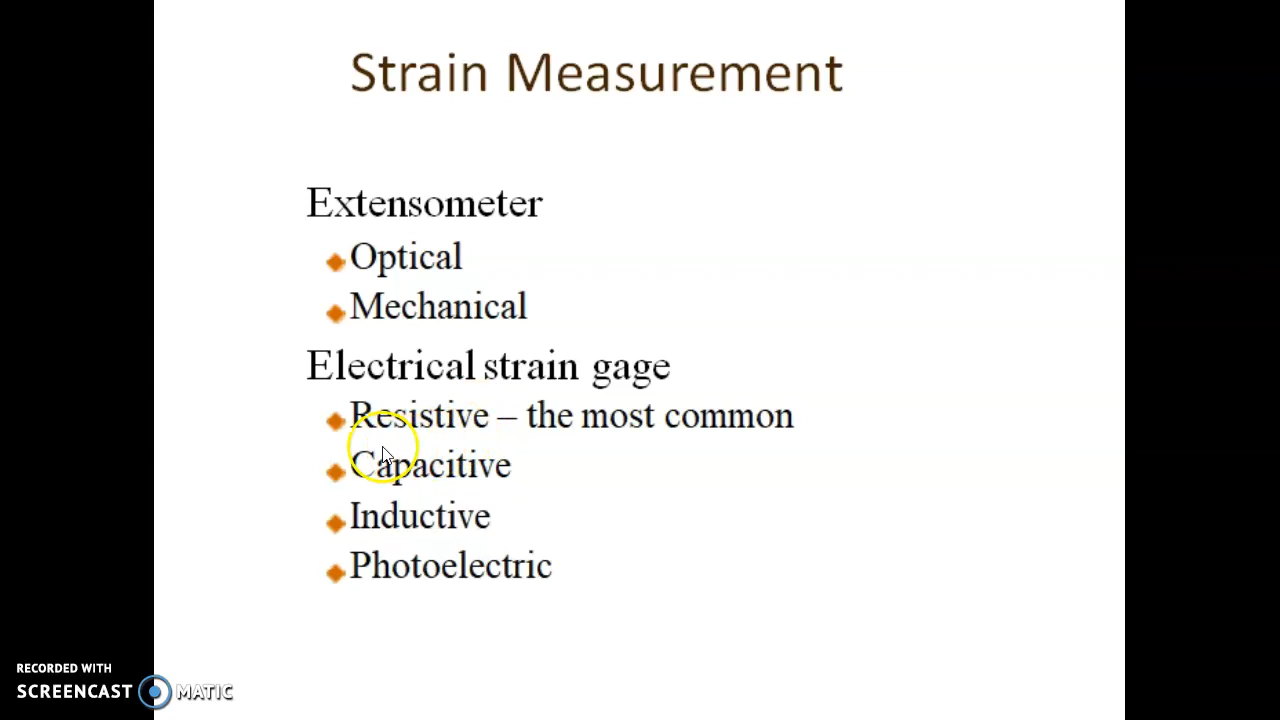 Strain Measurement
Extensometer
Optical
Mechanical
Electrical strain gage
Resistive – the most common
Capacitive
Inductive
Photoelectric
RECORDED WITH
SCREENCAST MATIC